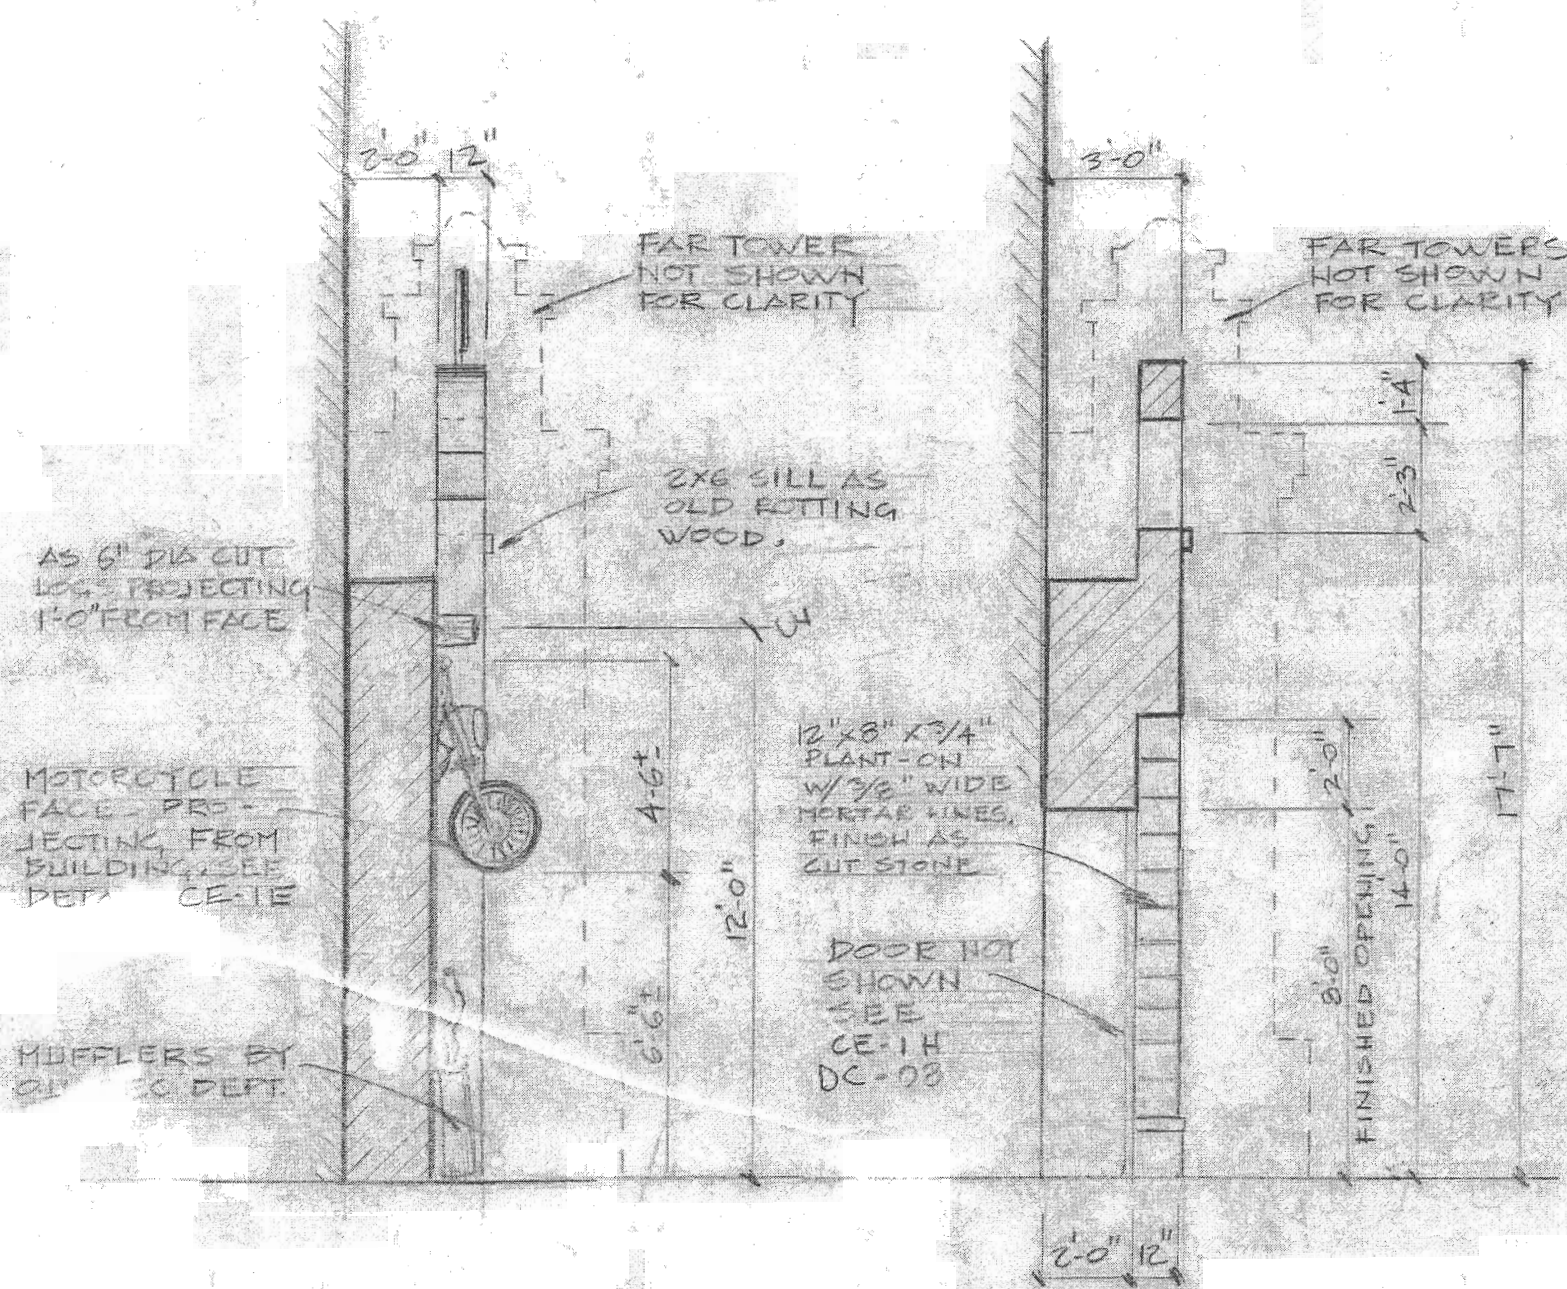 2'-0"
12"
3'-0"
FAR TOWER
NOT SHOWN
FOR CLARITY
FAR TOWERS
NOT SHOWN
FOR CLARITY
1'-4"
2'-3"
2X6 SILL AS
OLD ROTTING
WOOD.
AS 6" DIA CUT
LOG PROJECTING
1'-0" FROM FACE
℄
MOTORCYCLE
FACE PRO-
JECTING FROM
BUILDING. SEE
DET. CE-1E
4'-6"±
12"X8" X 3/4"
PLANT-ON
W/ 3/8" WIDE
MORTAR LINES.
FINISH AS
CUT STONE
2'-0"
17'-7"
14'-0"
12'-0"
DOOR NOT
SHOWN
SEE
CE-1H
DC-03
8'-0"
FINISHED OPENING
6'-6"±
MUFFLERS BY
DEPT.
2'-0"
12"